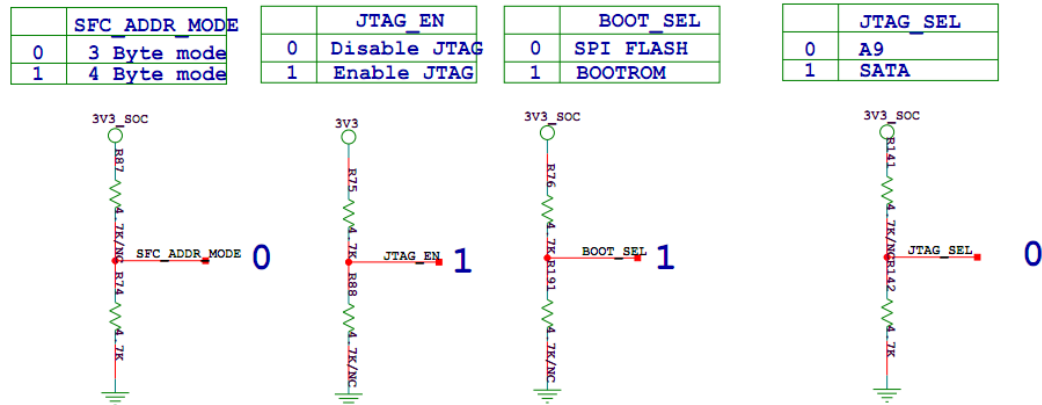 SFC_ADDR_MODE
0 3 Byte mode
1 4 Byte mode
JTAG_EN
0 Disable JTAG
1 Enable JTAG
BOOT_SEL
0 SPI FLASH
1 BOOTROM
JTAG_SEL
0 A9
1 SATA
3V3_SOC
R87
4.7K/NC
SFC_ADDR_MODE 0
R74
4.7K
3V3
R75
4.7K
JTAG_EN 1
R88
4.7K/NC
3V3_SOC
R76
4.7K
BOOT_SEL 1
R191
4.7K/NC
3V3_SOC
R141
4.7K/NC
JTAG_SEL 0
R142
4.7K